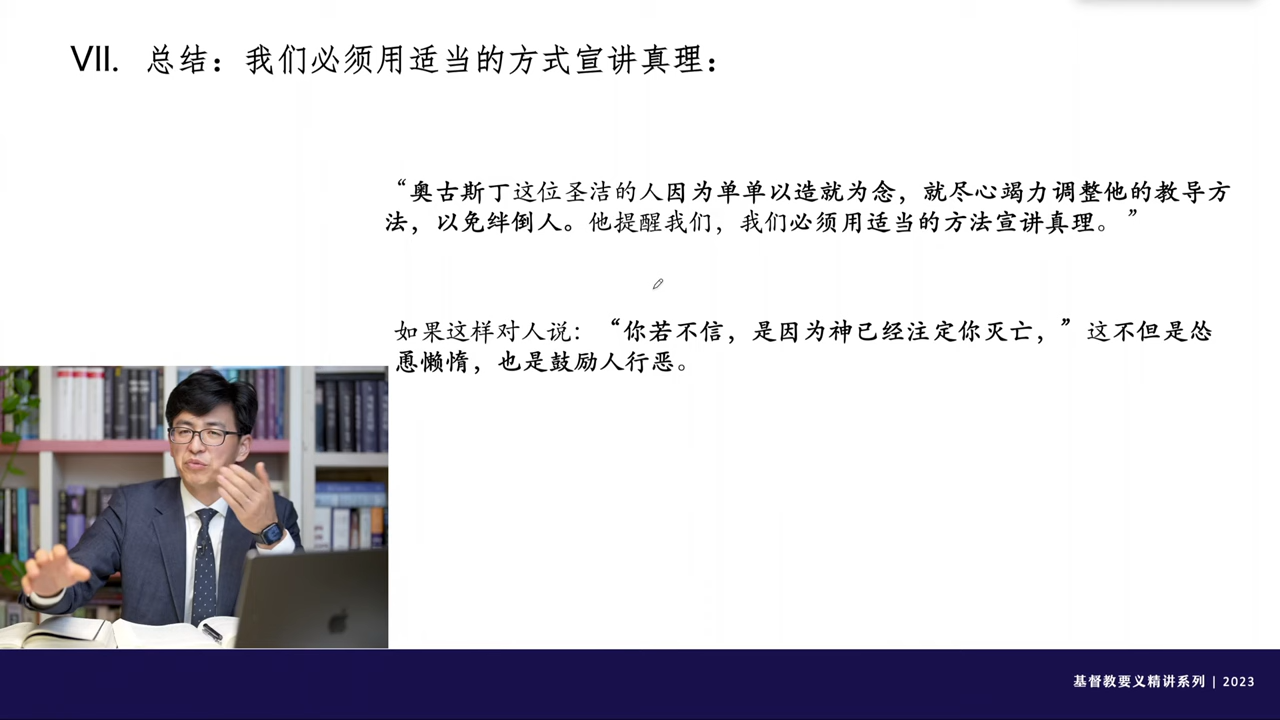 VII. 总结：我们必须用适当的方式宣讲真理：
“奥古斯丁这位圣洁的人因为单单以造就为念，就尽心竭力调整他的教导方
法，以免绊倒人。他提醒我们，我们必须用适当的方法宣讲真理。”
如果这样对人说：“你若不信，是因为神已经注定你灭亡，”这不但是怂
恿懒惰，也是鼓励人行恶。
基督教要义精讲系列 | 2023